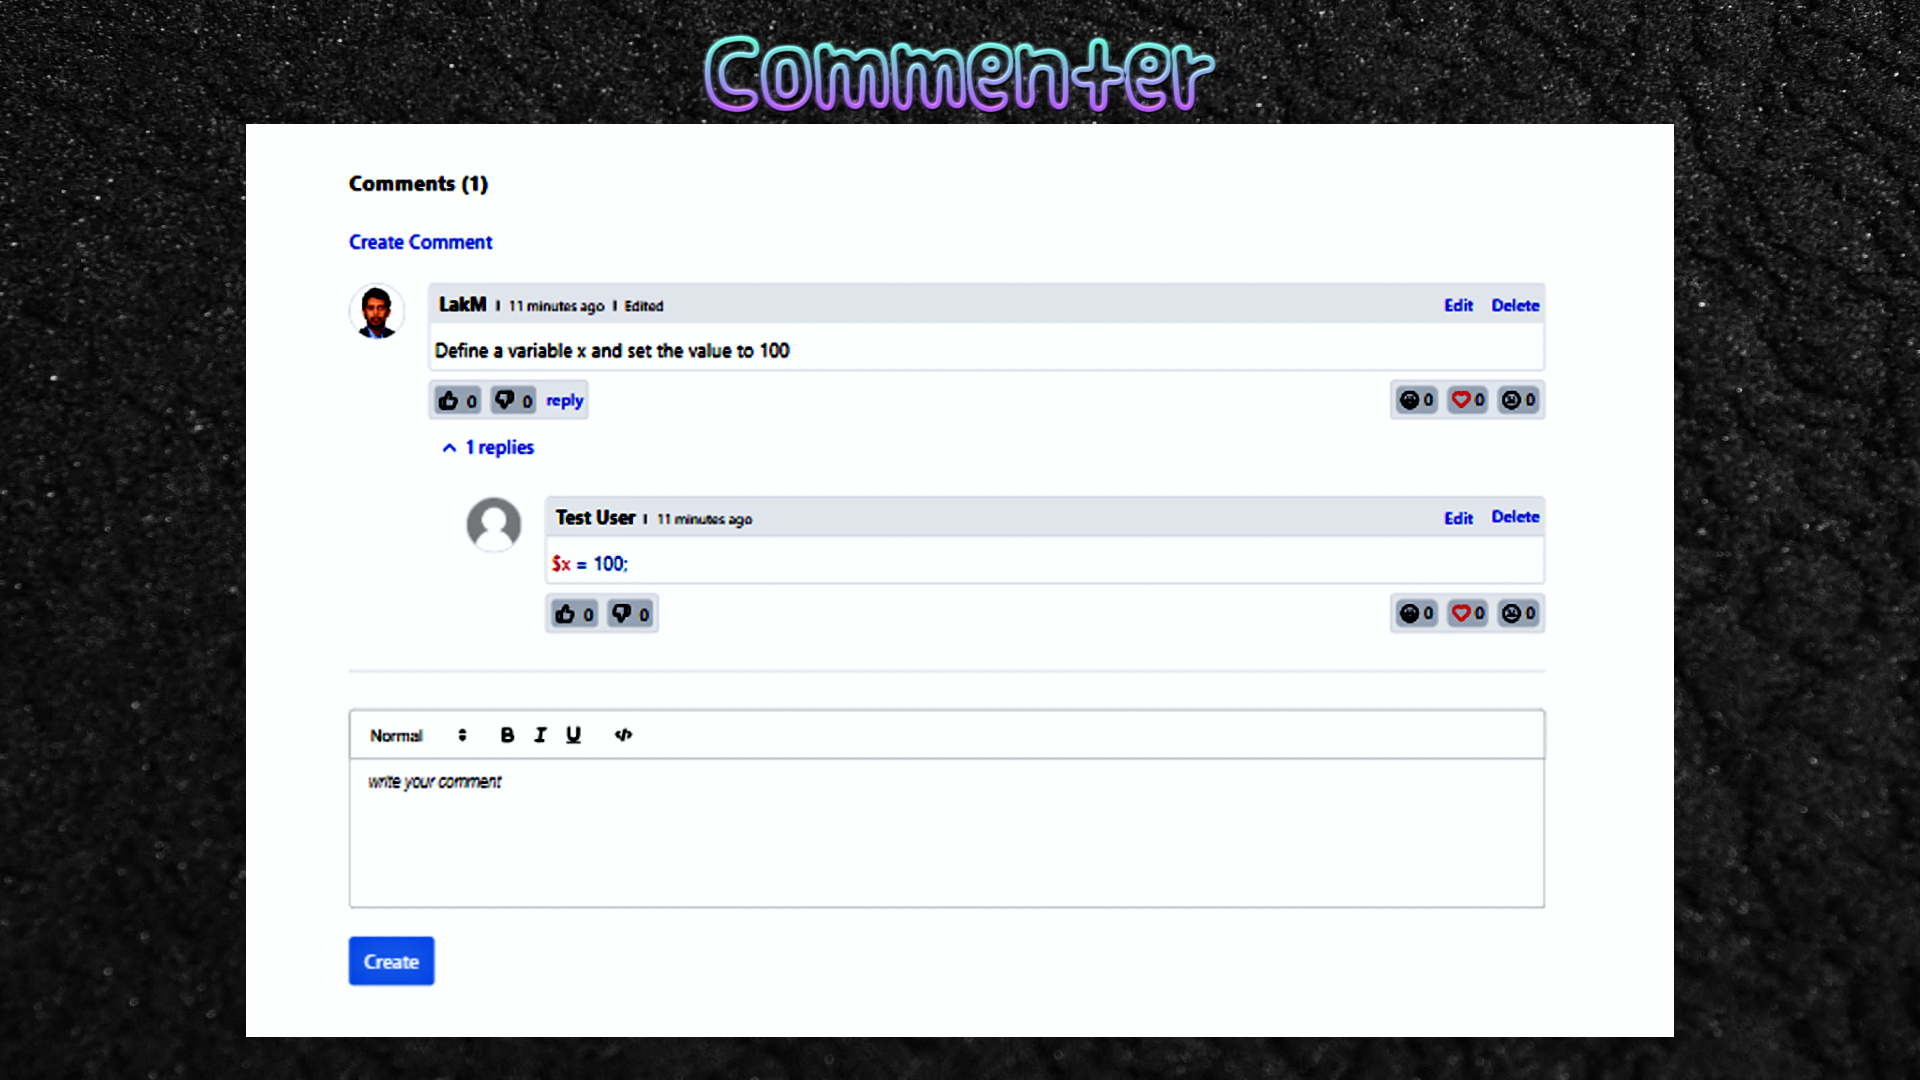 Commenter
Comments (1)
Create Comment
LakM | 11 minutes ago | Edited Edit Delete
Define a variable x and set the value to 100
0 0 reply 0 0 0
1 replies
Test User | 11 minutes ago Edit Delete
$x = 100;
0 0 0 0 0
Normal B I U </>
write your comment
Create